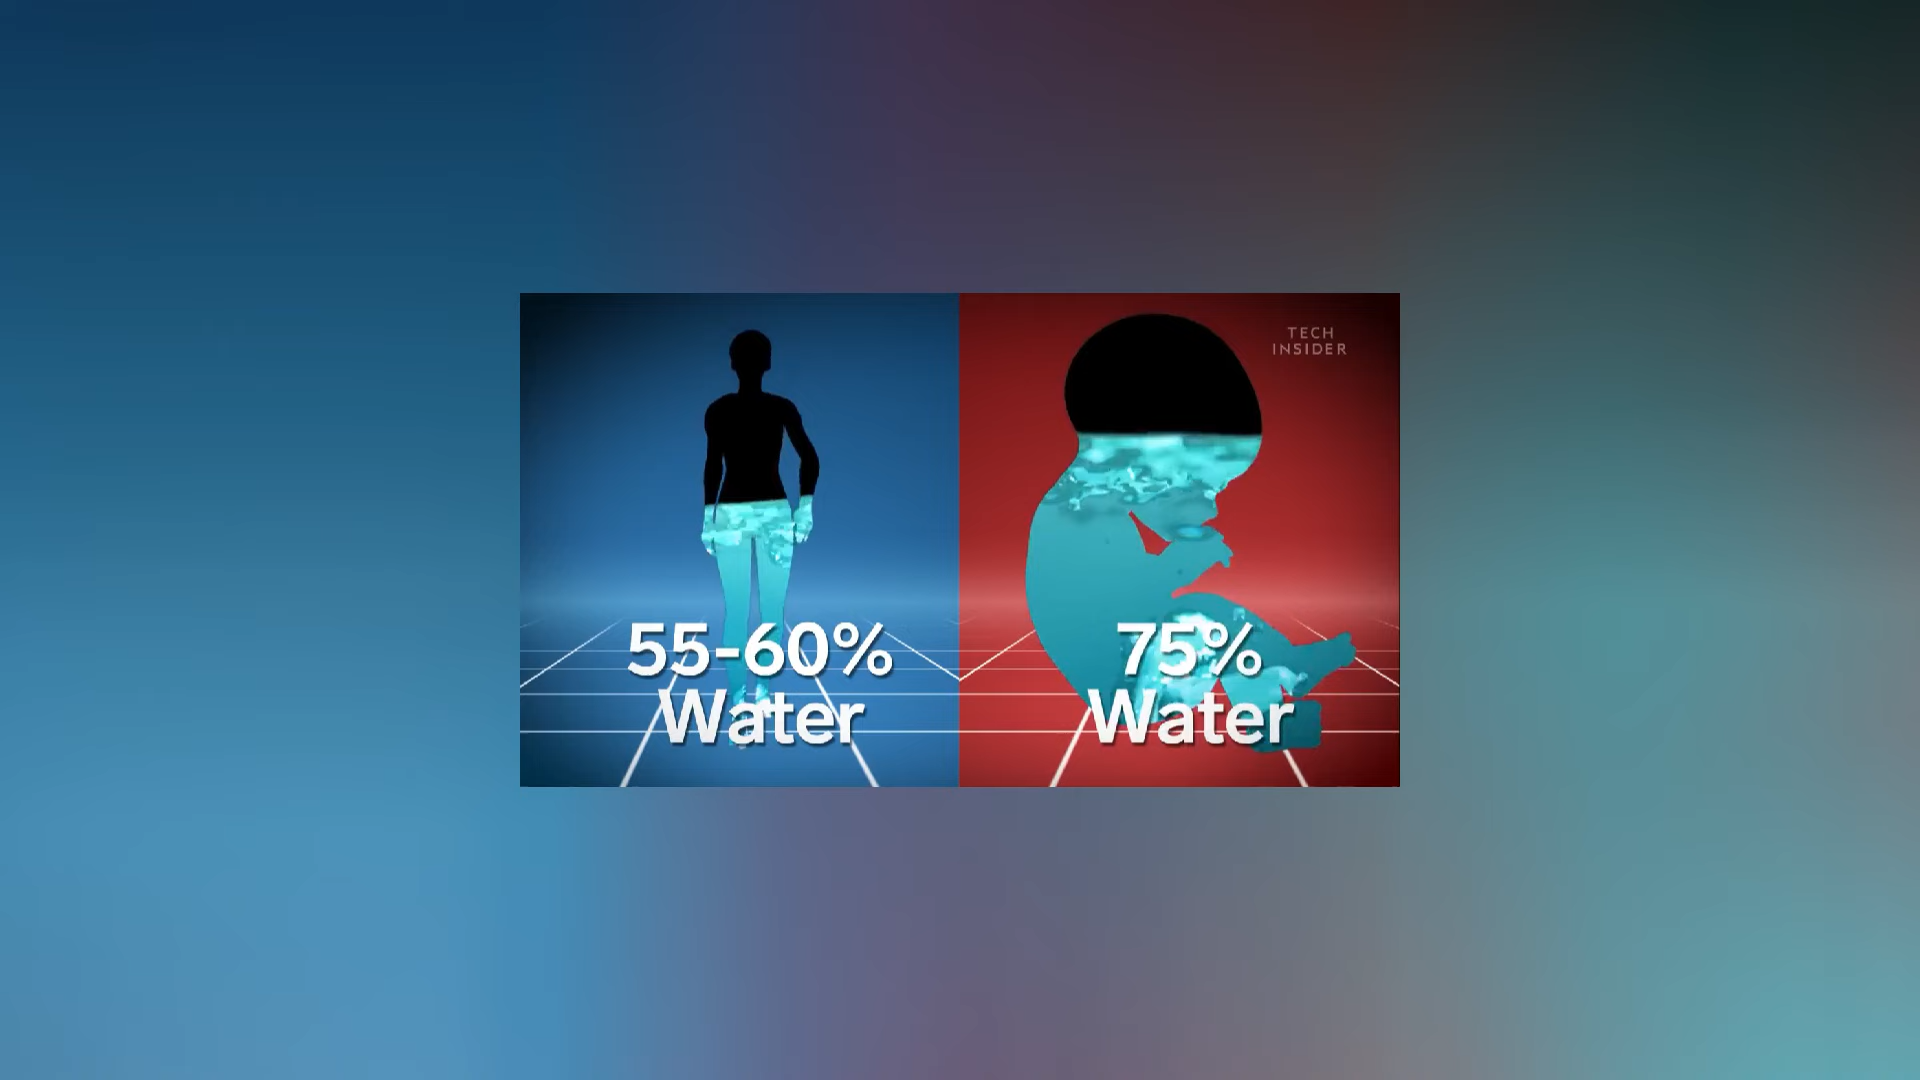 TECH
INSIDER
55-60%
Water
75%
Water